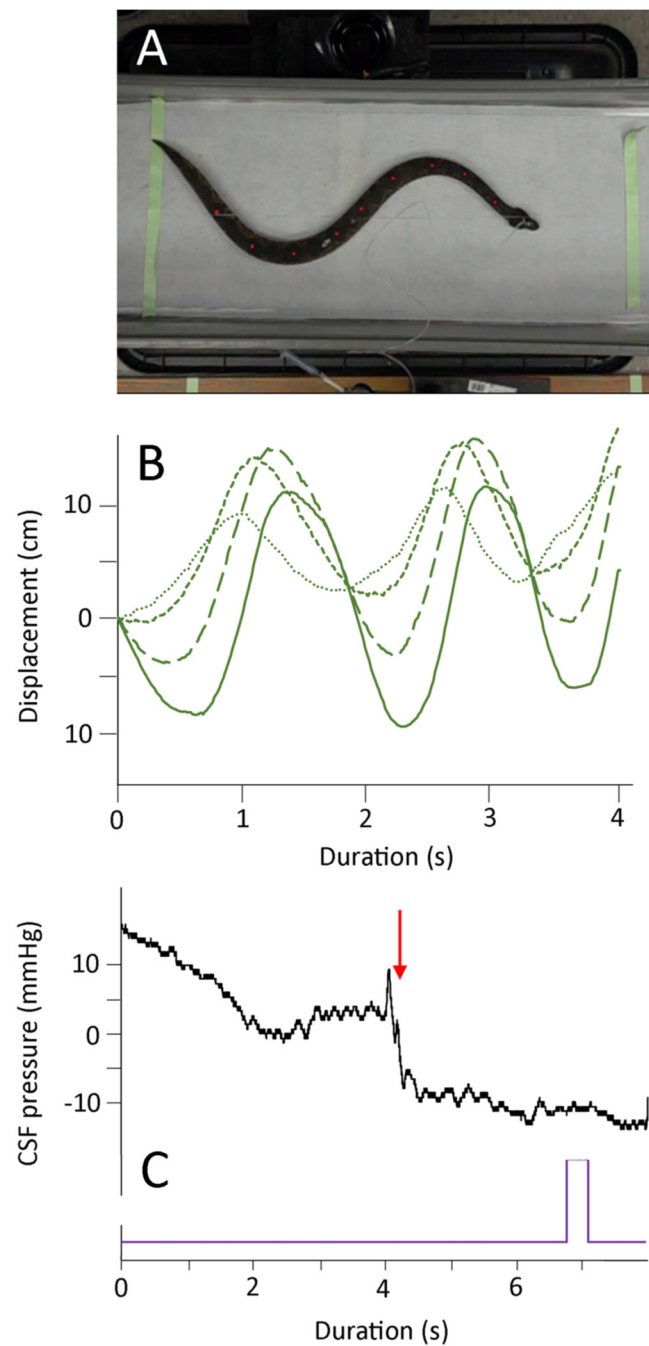 A
B
Displacement (cm)
10
0
10
0 1 2 3 4
Duration (s)
CSF pressure (mmHg)
10
0
-10
C
0 2 4 6
Duration (s)